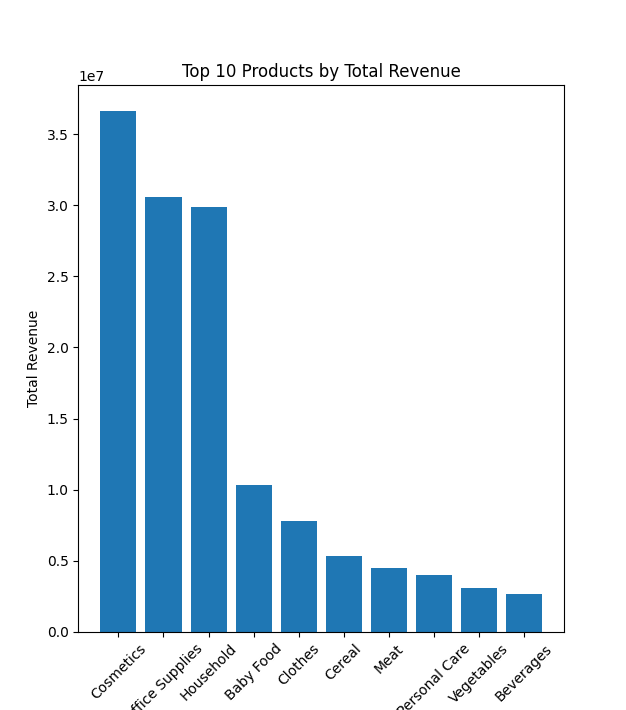 Top 10 Products by Total Revenue
1e7
3.5
3.0
2.5
2.0
1.5
1.0
0.5
0.0
Total Revenue
Cosmetics
ffice Supplies
Household
Baby Food
Clothes
Cereal
Meat
Personal Care
Vegetables
Beverages